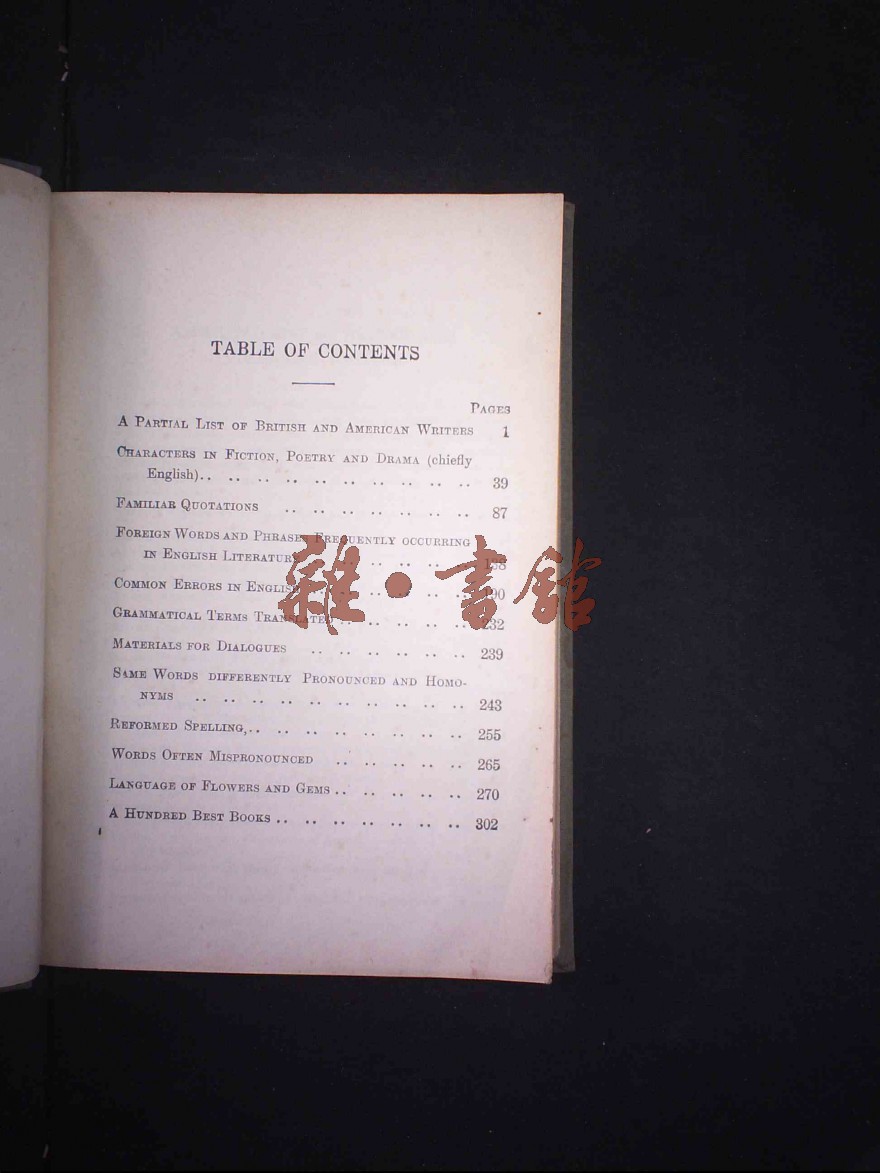 TABLE OF CONTENTS
PAGES
A PARTIAL LIST OF BRITISH AND AMERICAN WRITERS 1
CHARACTERS IN FICTION, POETRY AND DRAMA (chiefly
English).. .. .. .. .. .. .. .. .. .. 39
FAMILIAR QUOTATIONS .. .. .. .. .. .. .. 87
FOREIGN WORDS AND PHRASES FREQUENTLY OCCURRING
IN ENGLISH LITERATURE .. .. .. ..
COMMON ERRORS IN ENGLISH .. .. .. .. 190
GRAMMATICAL TERMS TRANSLATED .. .. .. .. .. 232
MATERIALS FOR DIALOGUES .. .. .. .. .. .. 239
SAME WORDS DIFFERENTLY PRONOUNCED AND HOMO-
NYMS .. .. .. .. .. .. .. .. .. .. 243
REFORMED SPELLING,.. .. .. .. .. .. .. .. 255
WORDS OFTEN MISPRONOUNCED .. .. .. .. .. 265
LANGUAGE OF FLOWERS AND GEMS .. .. .. .. .. 270
A HUNDRED BEST BOOKS .. .. .. .. .. .. .. 302
雜·書館